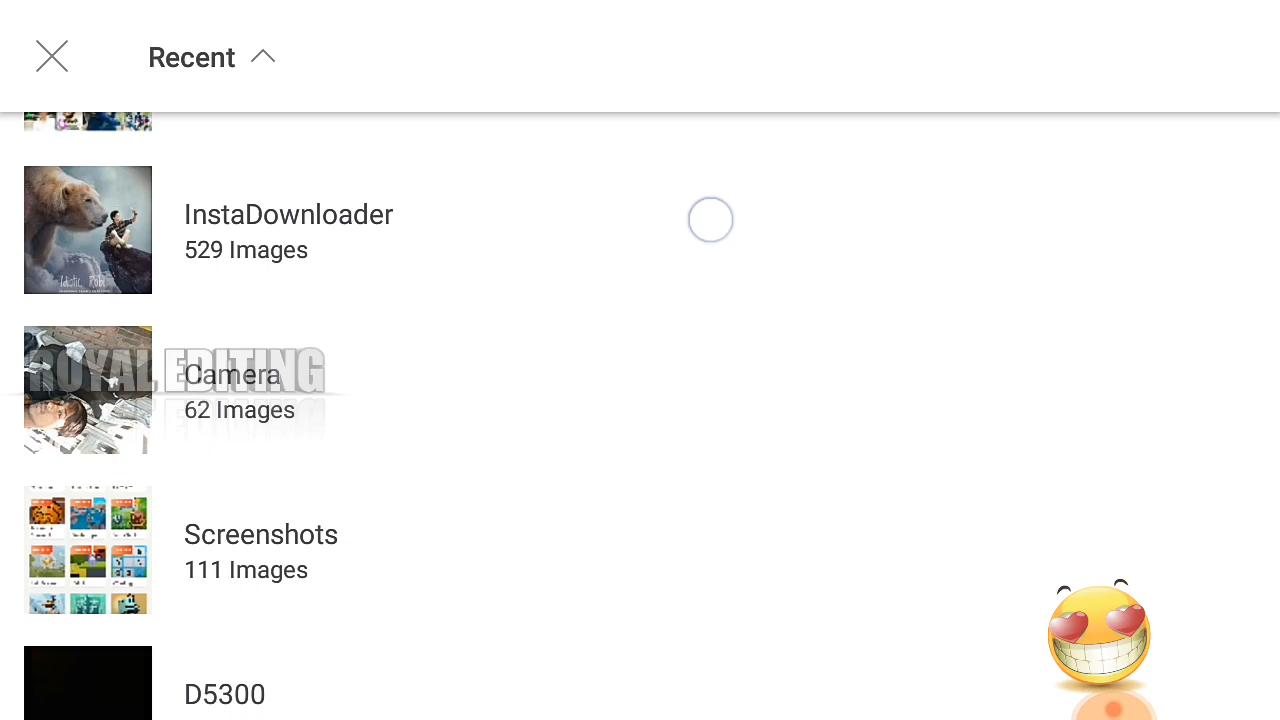 Recent
InstaDownloader
529 Images
ROYAL EDITING
Camera
62 Images
Screenshots
111 Images
D5300